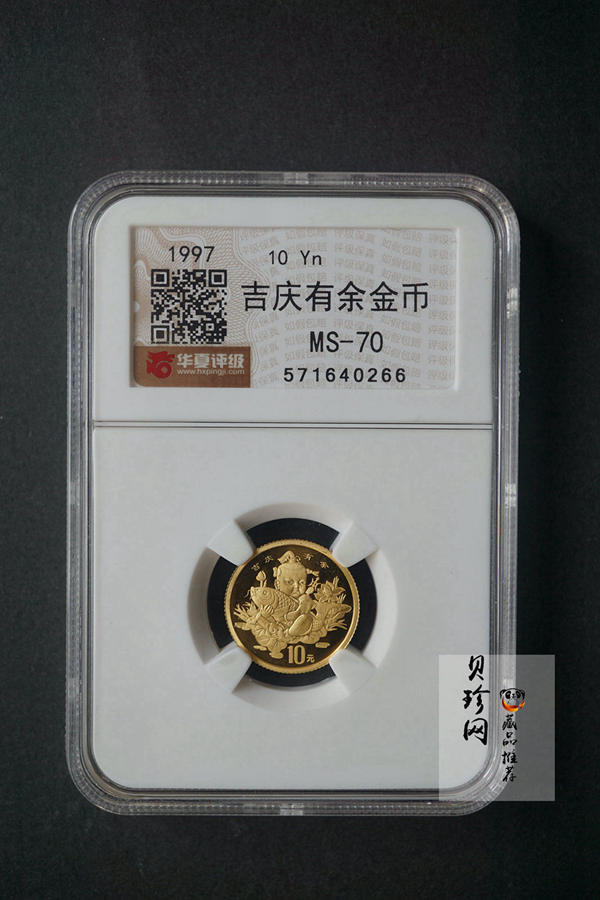 1997
10 Yn
吉庆有余金币
MS-70
571640266
华夏评级
www.hxpingji.com
吉庆有余
10元
贝珍网
藏品推荐